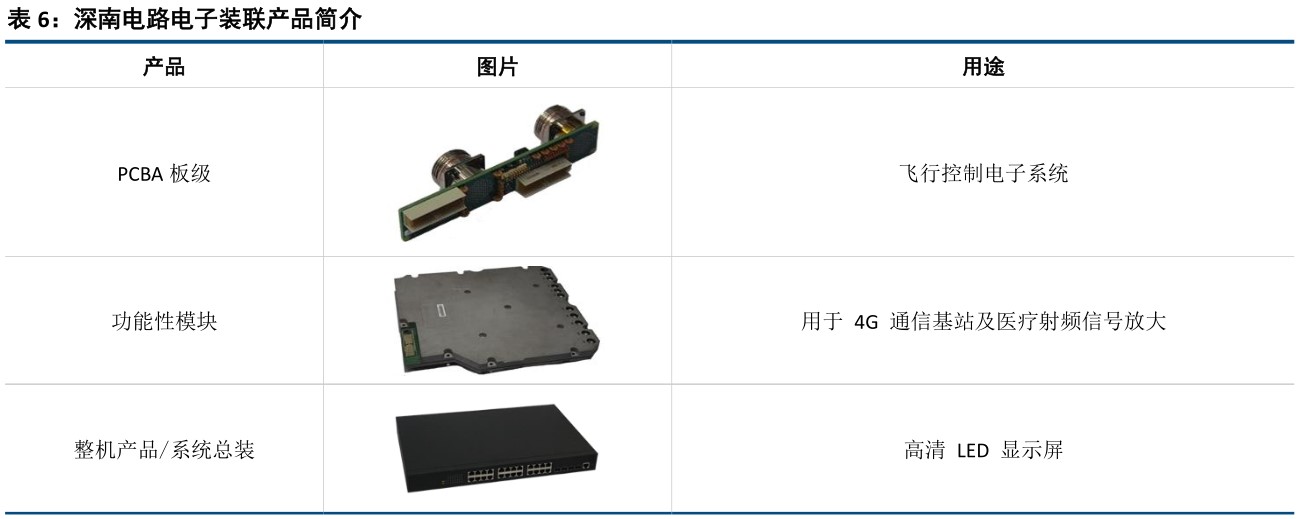 表 6：深南电路电子装联产品简介
产品 图片 用途
PCBA 板级 飞行控制电子系统
功能性模块 用于 4G 通信基站及医疗射频信号放大
整机产品/系统总装 高清 LED 显示屏